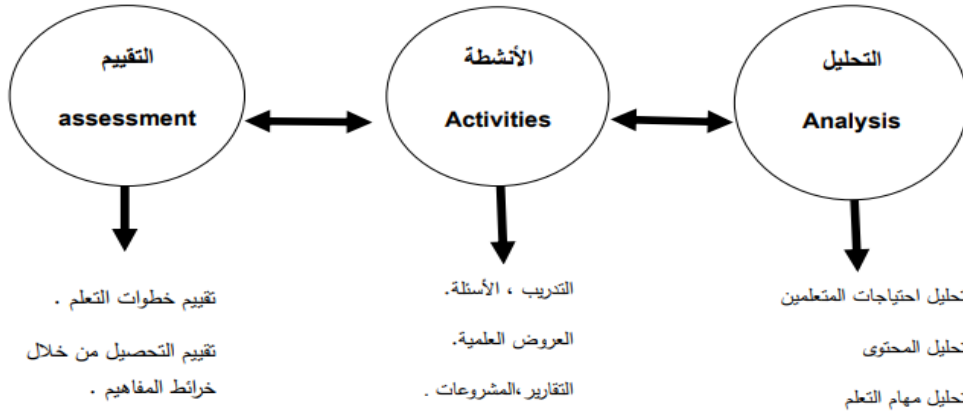 التحليل
Analysis
تحليل احتياجات المتعلمين
تحليل المحتوى
تحليل مهام التعلم
الأنشطة
Activities
التدريب ، الأسئلة.
العروض العلمية.
التقارير ،المشروعات .
التقييم
assessment
تقييم خطوات التعلم .
تقييم التحصيل من خلال
خرائط المفاهيم .